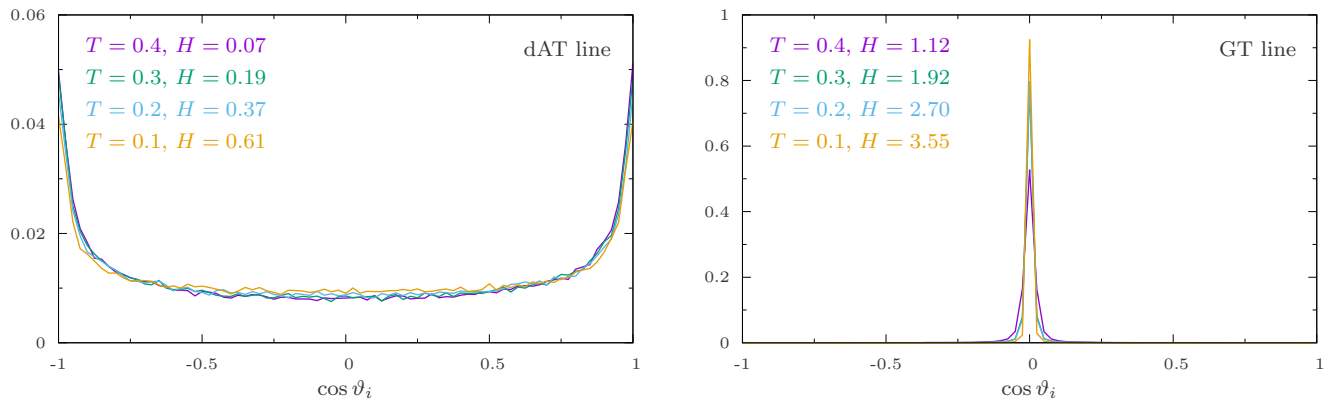 0.06
0.04
0.02
0
T = 0.4, H = 0.07
T = 0.3, H = 0.19
T = 0.2, H = 0.37
T = 0.1, H = 0.61
dAT line
-1 -0.5 0 0.5 1
cos ϑᵢ
1
0.8
0.6
0.4
0.2
0
T = 0.4, H = 1.12
T = 0.3, H = 1.92
T = 0.2, H = 2.70
T = 0.1, H = 3.55
GT line
-1 -0.5 0 0.5 1
cos ϑᵢ